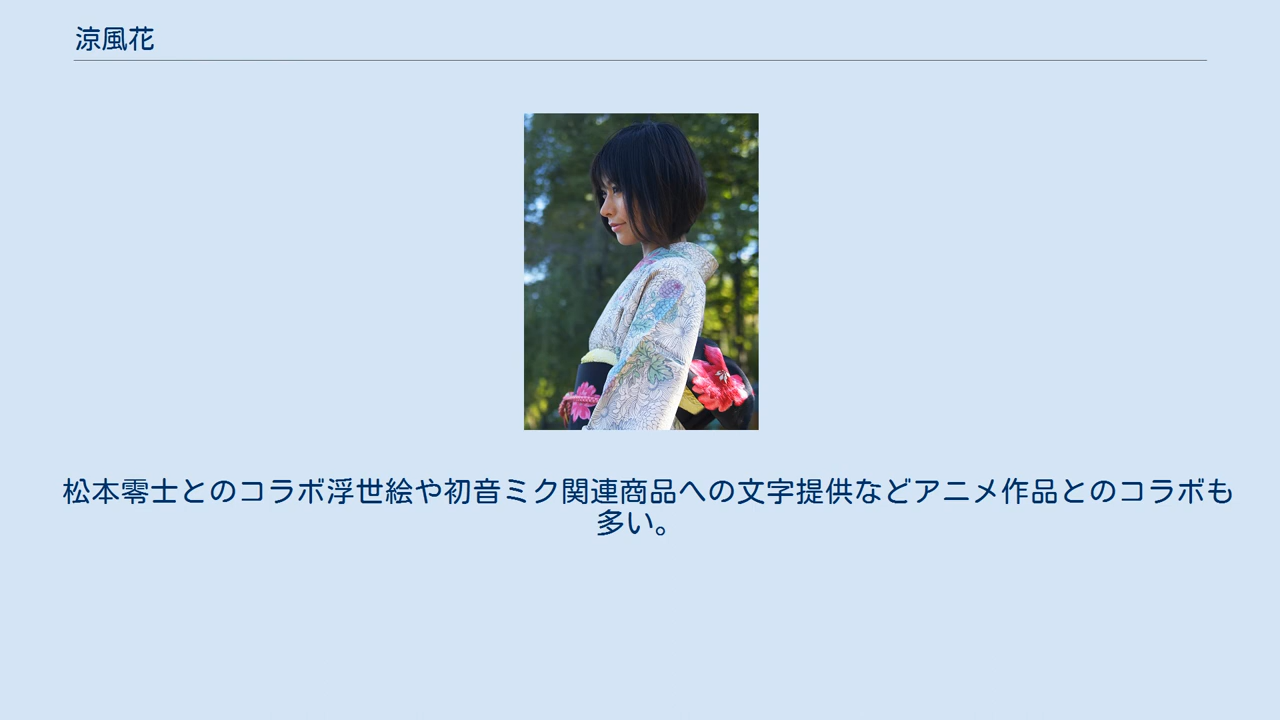 涼風花
松本零士とのコラボ浮世絵や初音ミク関連商品への文字提供などアニメ作品とのコラボも
多い。